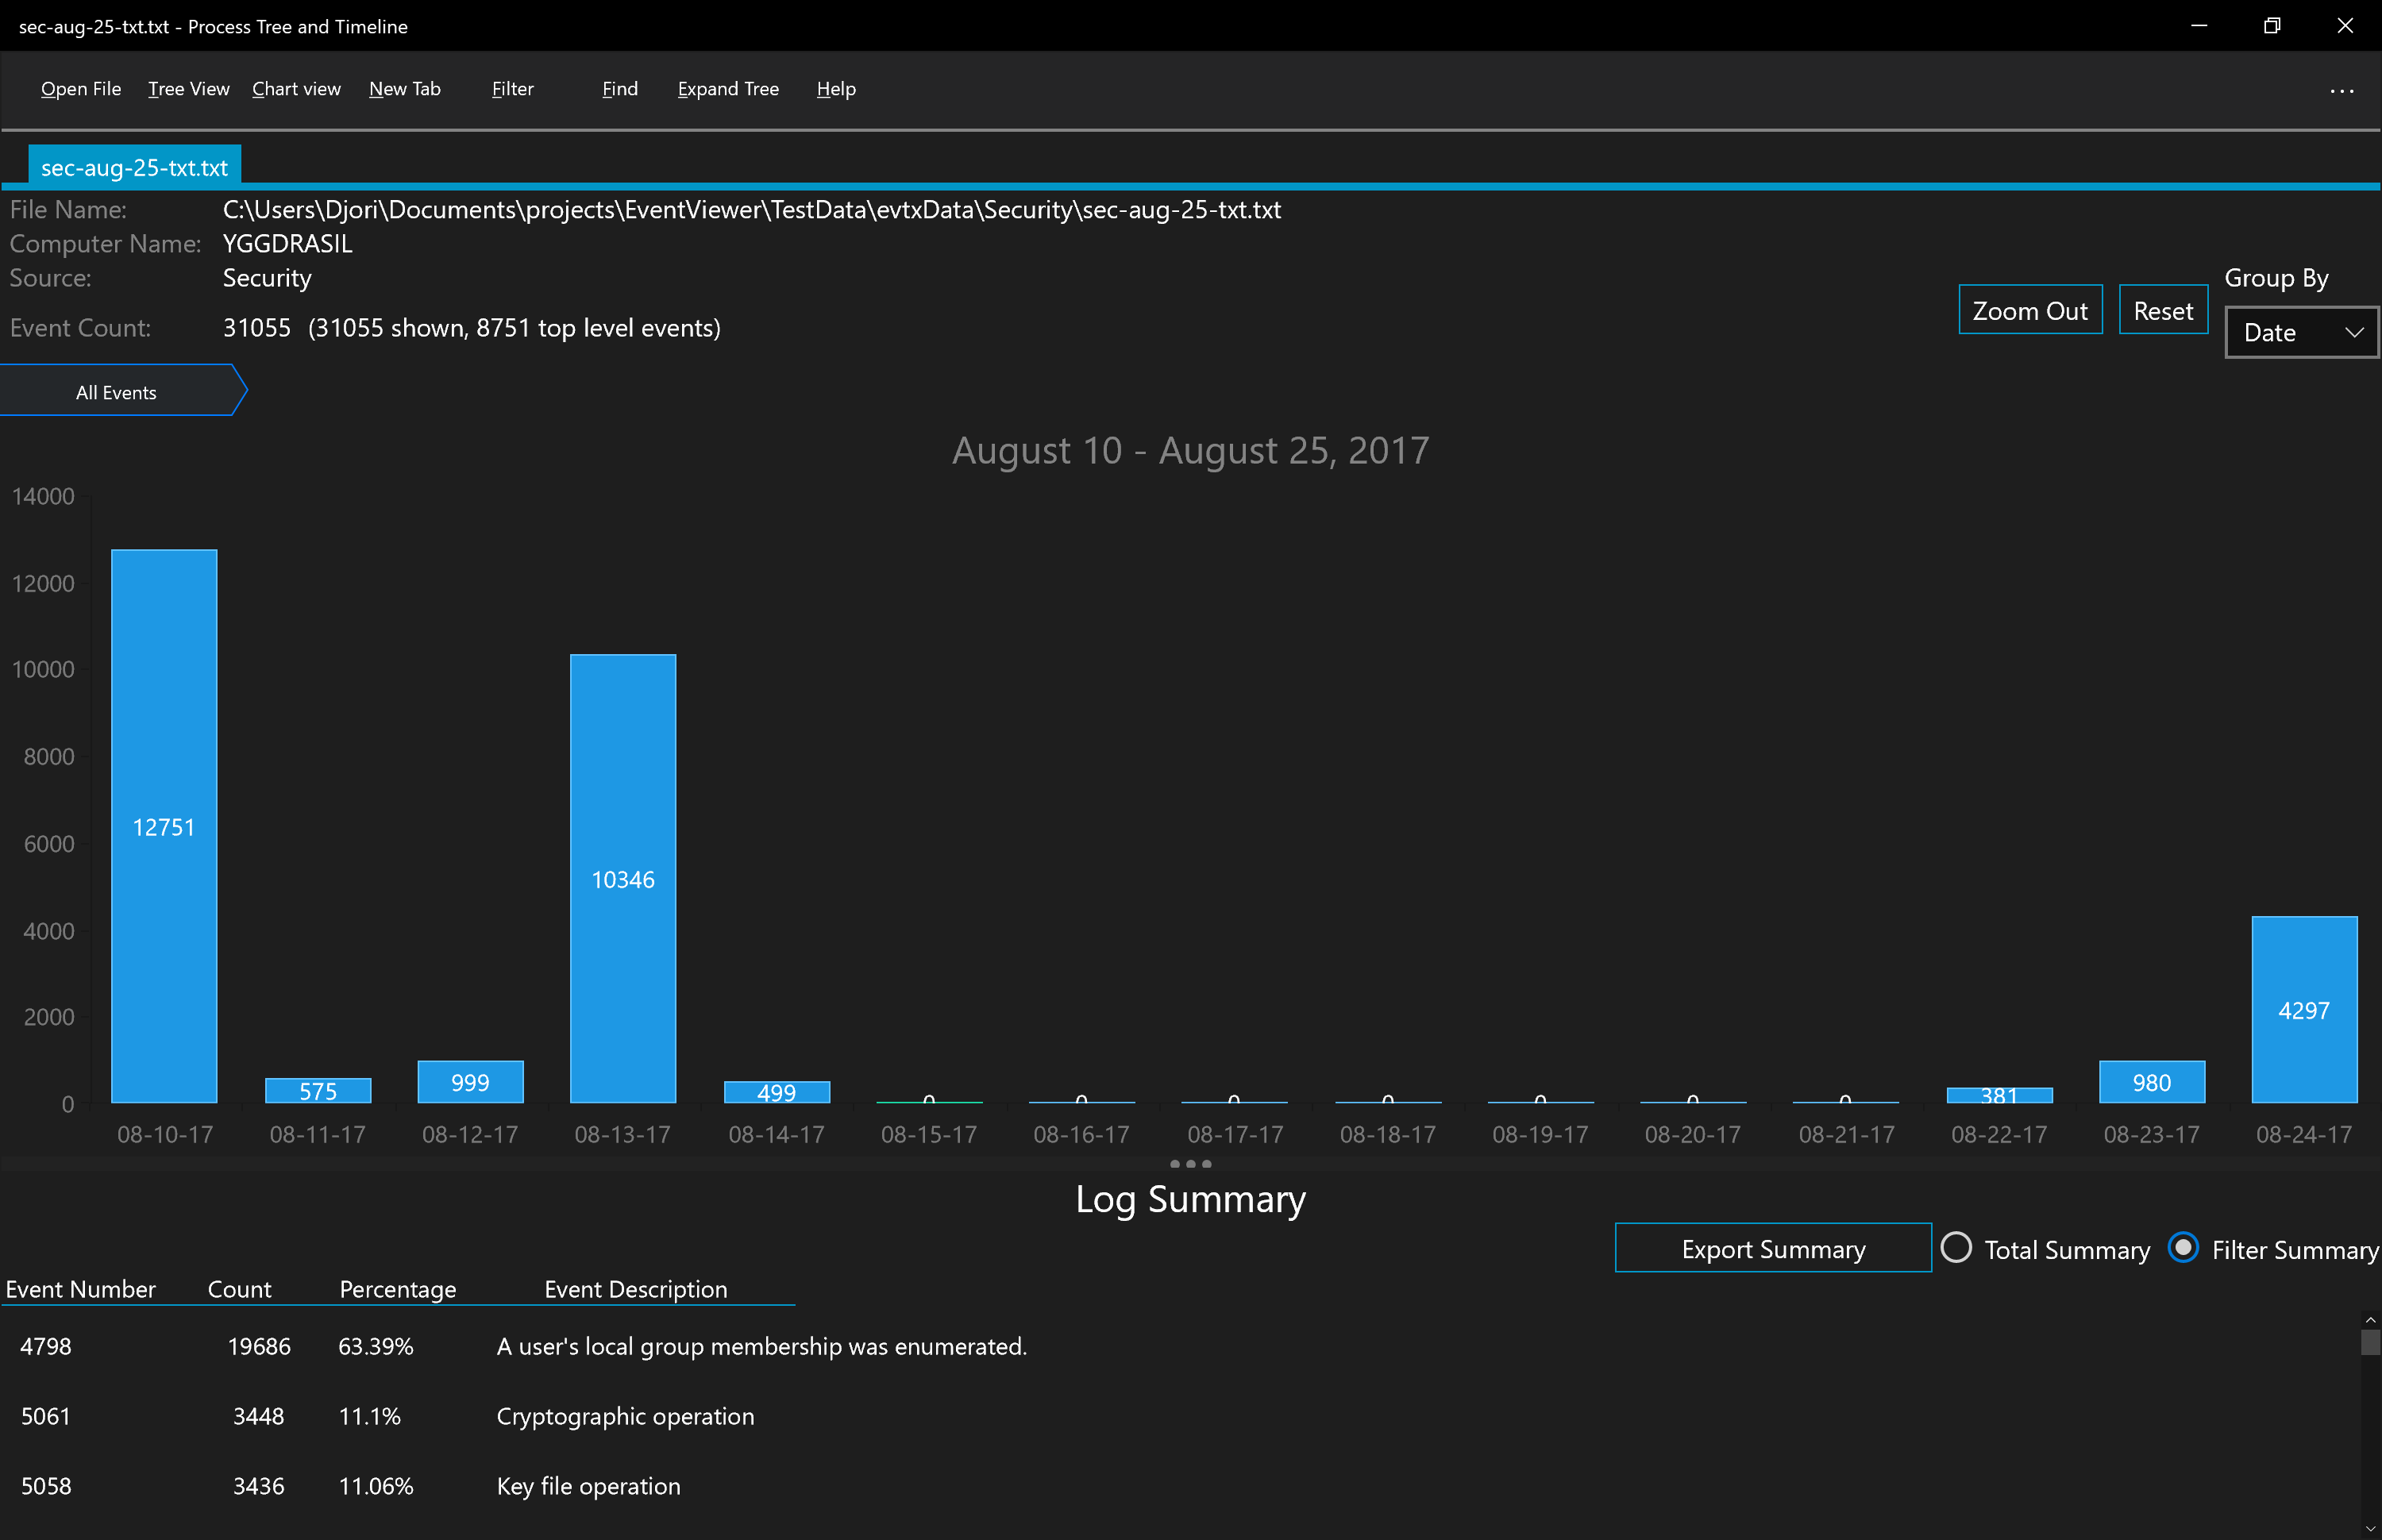 sec-aug-25-txt.txt - Process Tree and Timeline
Open File Tree View Chart view New Tab Filter Find Expand Tree Help ...
sec-aug-25-txt.txt
File Name: C:\Users\Djori\Documents\projects\EventViewer\TestData\evtxData\Security\sec-aug-25-txt.txt
Computer Name: YGGDRASIL
Source: Security
Event Count: 31055 (31055 shown, 8751 top level events)
Zoom Out Reset Group By
Date
All Events
August 10 - August 25, 2017
14000
12000
10000
8000
6000
4000
2000
0
12751 575 999 10346 499 0 0 0 0 0 0 0 381 980 4297
08-10-17 08-11-17 08-12-17 08-13-17 08-14-17 08-15-17 08-16-17 08-17-17 08-18-17 08-19-17 08-20-17 08-21-17 08-22-17 08-23-17 08-24-17
Log Summary
Export Summary Total Summary Filter Summary
Event Number Count Percentage Event Description
4798 19686 63.39% A user's local group membership was enumerated.
5061 3448 11.1% Cryptographic operation
5058 3436 11.06% Key file operation